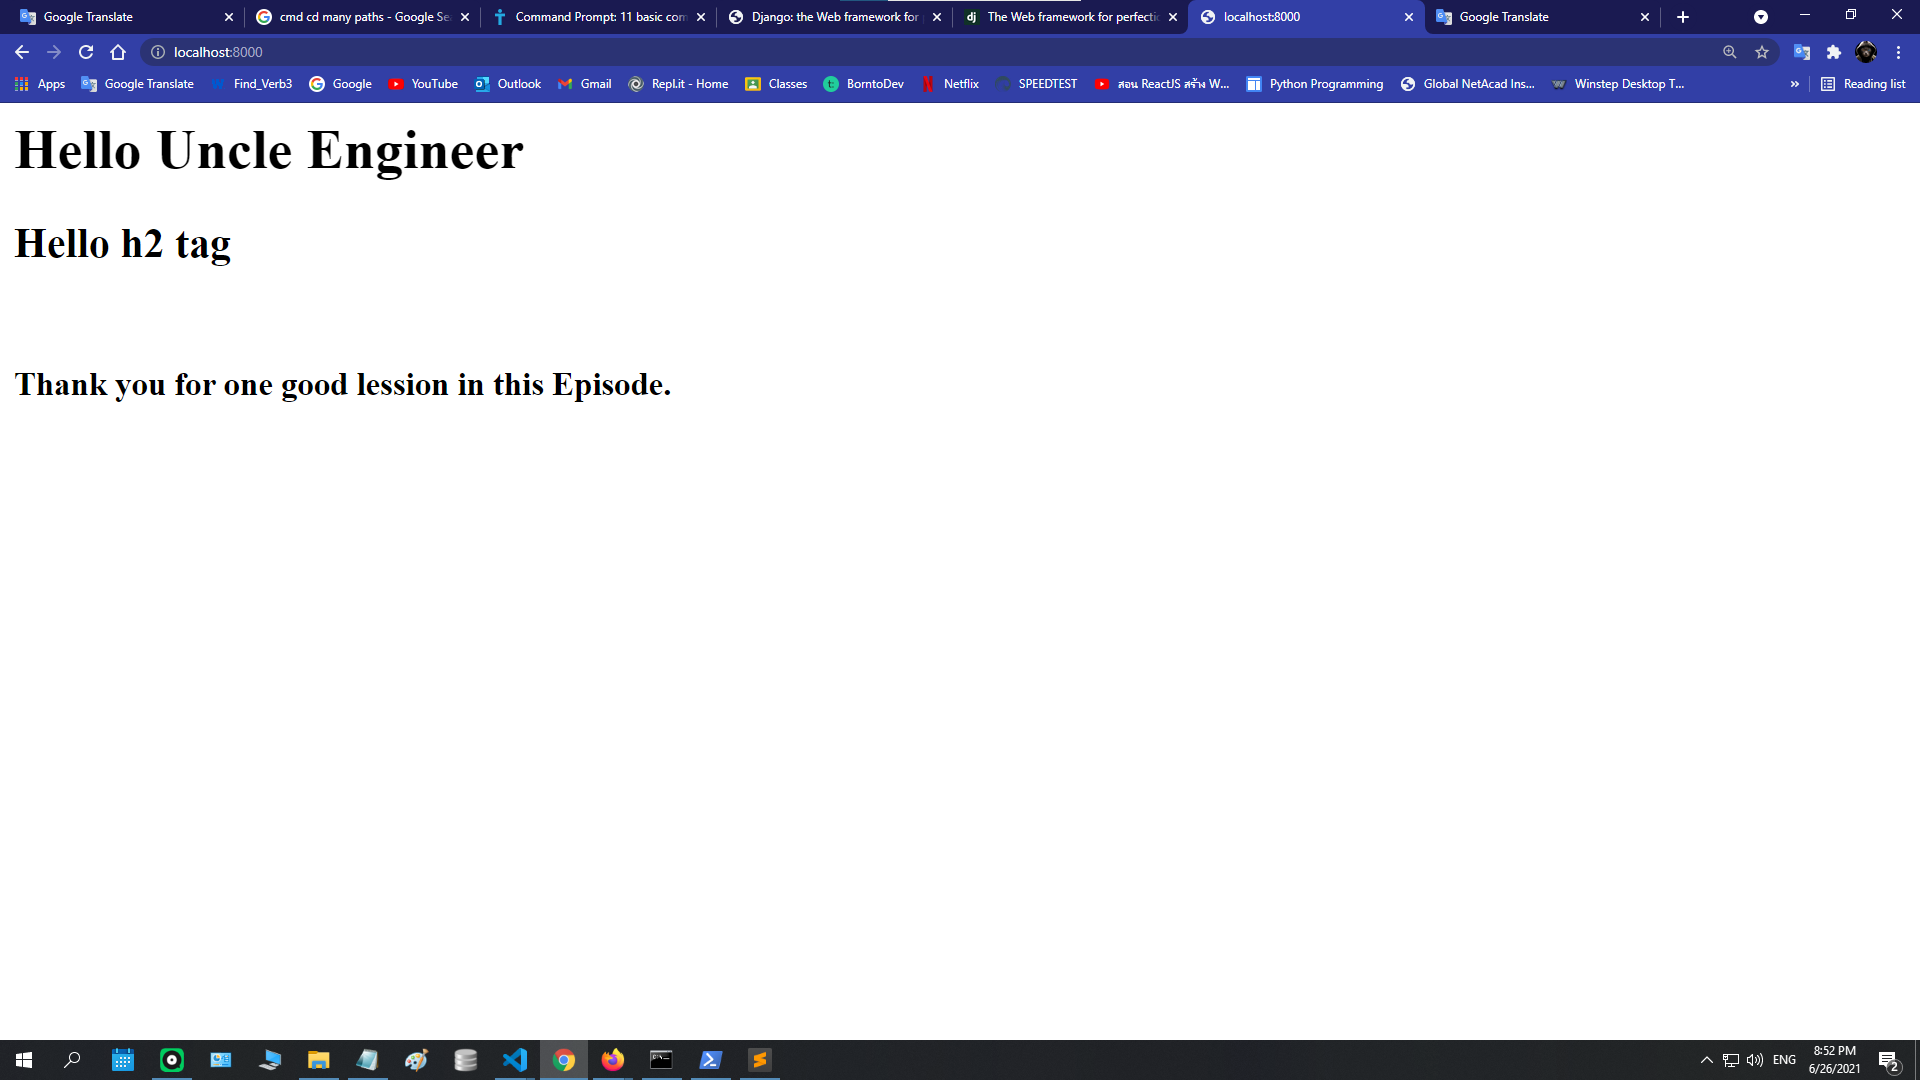 Google Translate
cmd cd many paths - Google Se
Command Prompt: 11 basic com
Django: the Web framework for
The Web framework for perfectio
localhost:8000
Google Translate
localhost:8000
Apps
Google Translate
Find_Verb3
Google
YouTube
Outlook
Gmail
Repl.it - Home
Classes
BorntoDev
Netflix
SPEEDTEST
สอน ReactJS สร้าง W...
Python Programming
Global NetAcad Ins...
Winstep Desktop T...
»
Reading list
Hello Uncle Engineer
Hello h2 tag
Thank you for one good lession in this Episode.
ENG
8:52 PM
6/26/2021
2